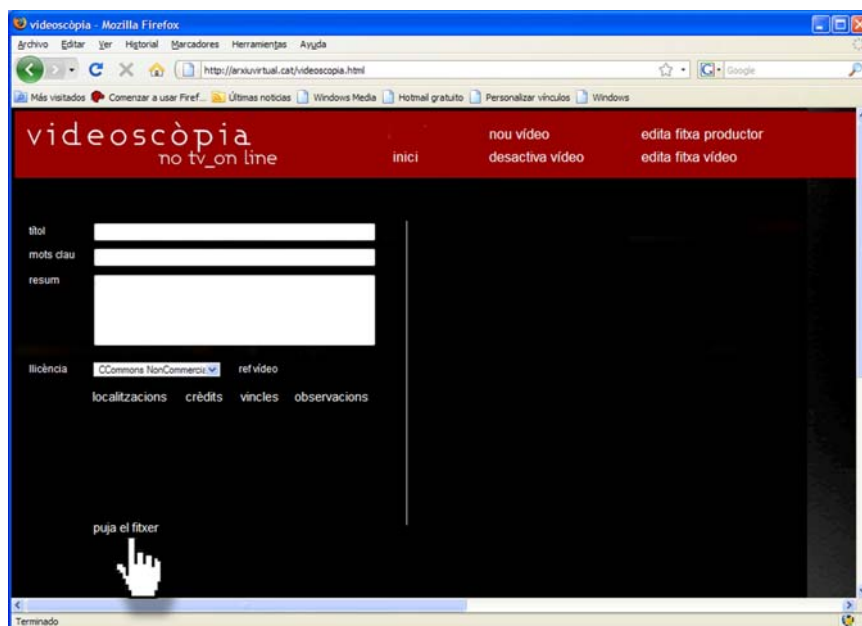 videoscòpia - Mozilla Firefox
Archivo Editar Ver Historial Marcadores Herramientas Ayuda
http://arxiuvirtual.cat/videoscopia.html
Google
Más visitados Comenzar a usar Firef... Últimas noticias Windows Media Hotmail gratuito Personalizar vínculos Windows
videoscòpia
no tv_on line
inici
nou vídeo
desactiva vídeo
edita fitxa productor
edita fitxa vídeo
títol
mots clau
resum
llicència CCommons NonCommercia ref vídeo
localitzacions crèdits vincles observacions
puja el fitxer
Terminado